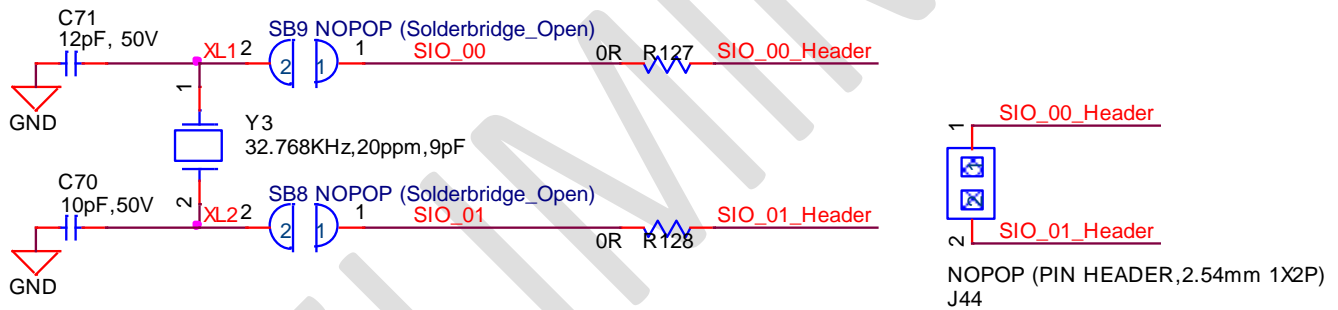 C71
12pF, 50V
XL1 2
SB9 NOPOP (Solderbridge_Open)
2 1
1
SIO_00
0R R127
SIO_00_Header
GND
1
Y3
32.768KHz,20ppm,9pF
2
C70
10pF,50V
XL2 2
SB8 NOPOP (Solderbridge_Open)
2 1
1
SIO_01
0R R128
SIO_01_Header
GND
1
SIO_00_Header
2
SIO_01_Header
NOPOP (PIN HEADER,2.54mm 1X2P)
J44